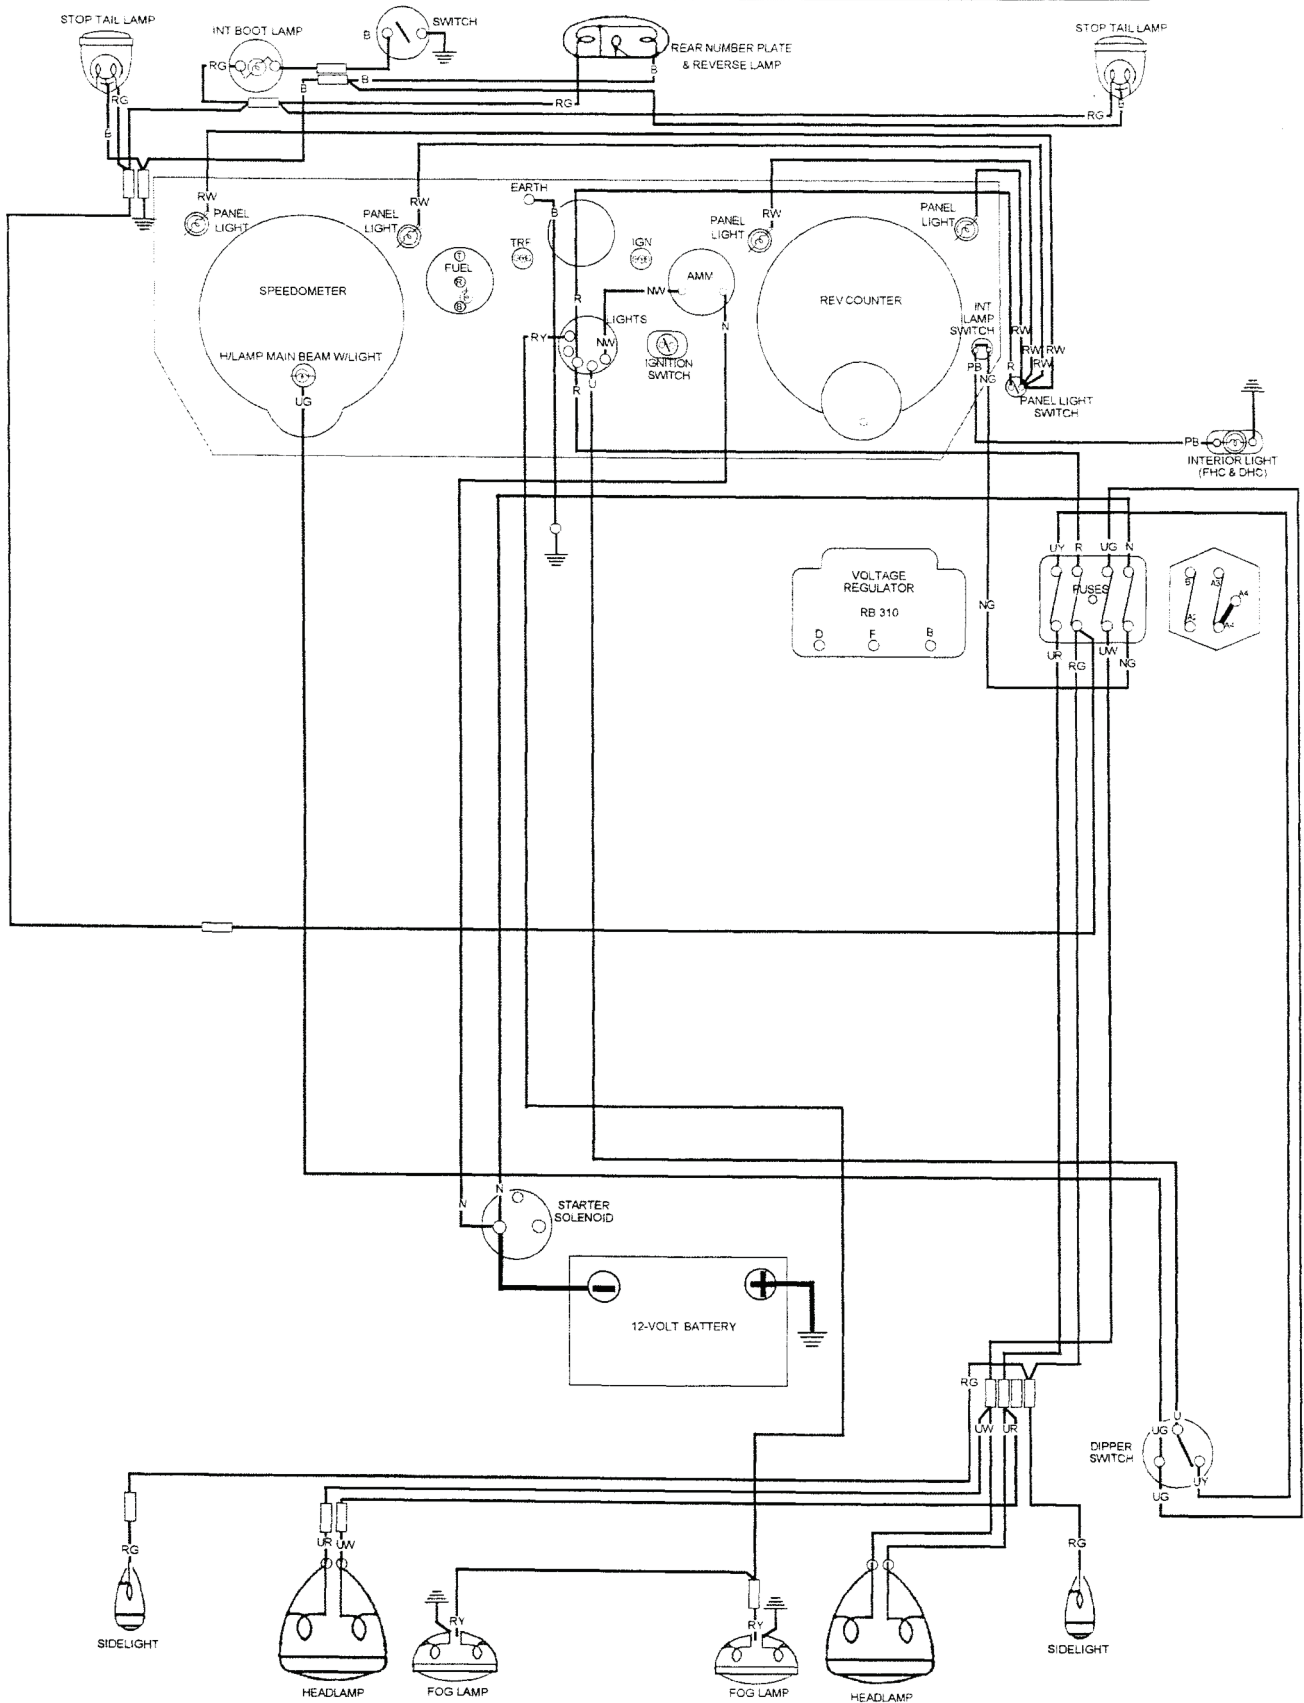 STOP TAIL LAMP
INT BOOT LAMP
SWITCH
B
REAR NUMBER PLATE
& REVERSE LAMP
STOP TAIL LAMP
RG
B
B
B
RG
RG
RG
B
B
RW
PANEL
LIGHT
PANEL
LIGHT
RW
EARTH
B
TRF
IGN
PANEL
LIGHT
RW
PANEL
LIGHT
T
FUEL
R
B
SPEEDOMETER
H/LAMP MAIN BEAM W/LIGHT
UG
R
NW
AMM
N
LIGHTS
RY
NW
R
U
IGNITION
SWITCH
REV COUNTER
INT
LAMP
SWITCH
PB
NG
R
RW
RW
RW
RW
PANEL LIGHT
SWITCH
PB
INTERIOR LIGHT
(FHC & DHC)
UY
R
UG
N
FUSES
UR
RG
UW
NG
NG
VOLTAGE
REGULATOR
RB 310
D
F
B
A4
A4
N
N
STARTER
SOLENOID
12-VOLT BATTERY
RG
UW
UR
U
UG
DIPPER
SWITCH
UY
UG
RG
SIDELIGHT
UR
UW
HEADLAMP
RY
FOG LAMP
RY
FOG LAMP
HEADLAMP
RG
SIDELIGHT